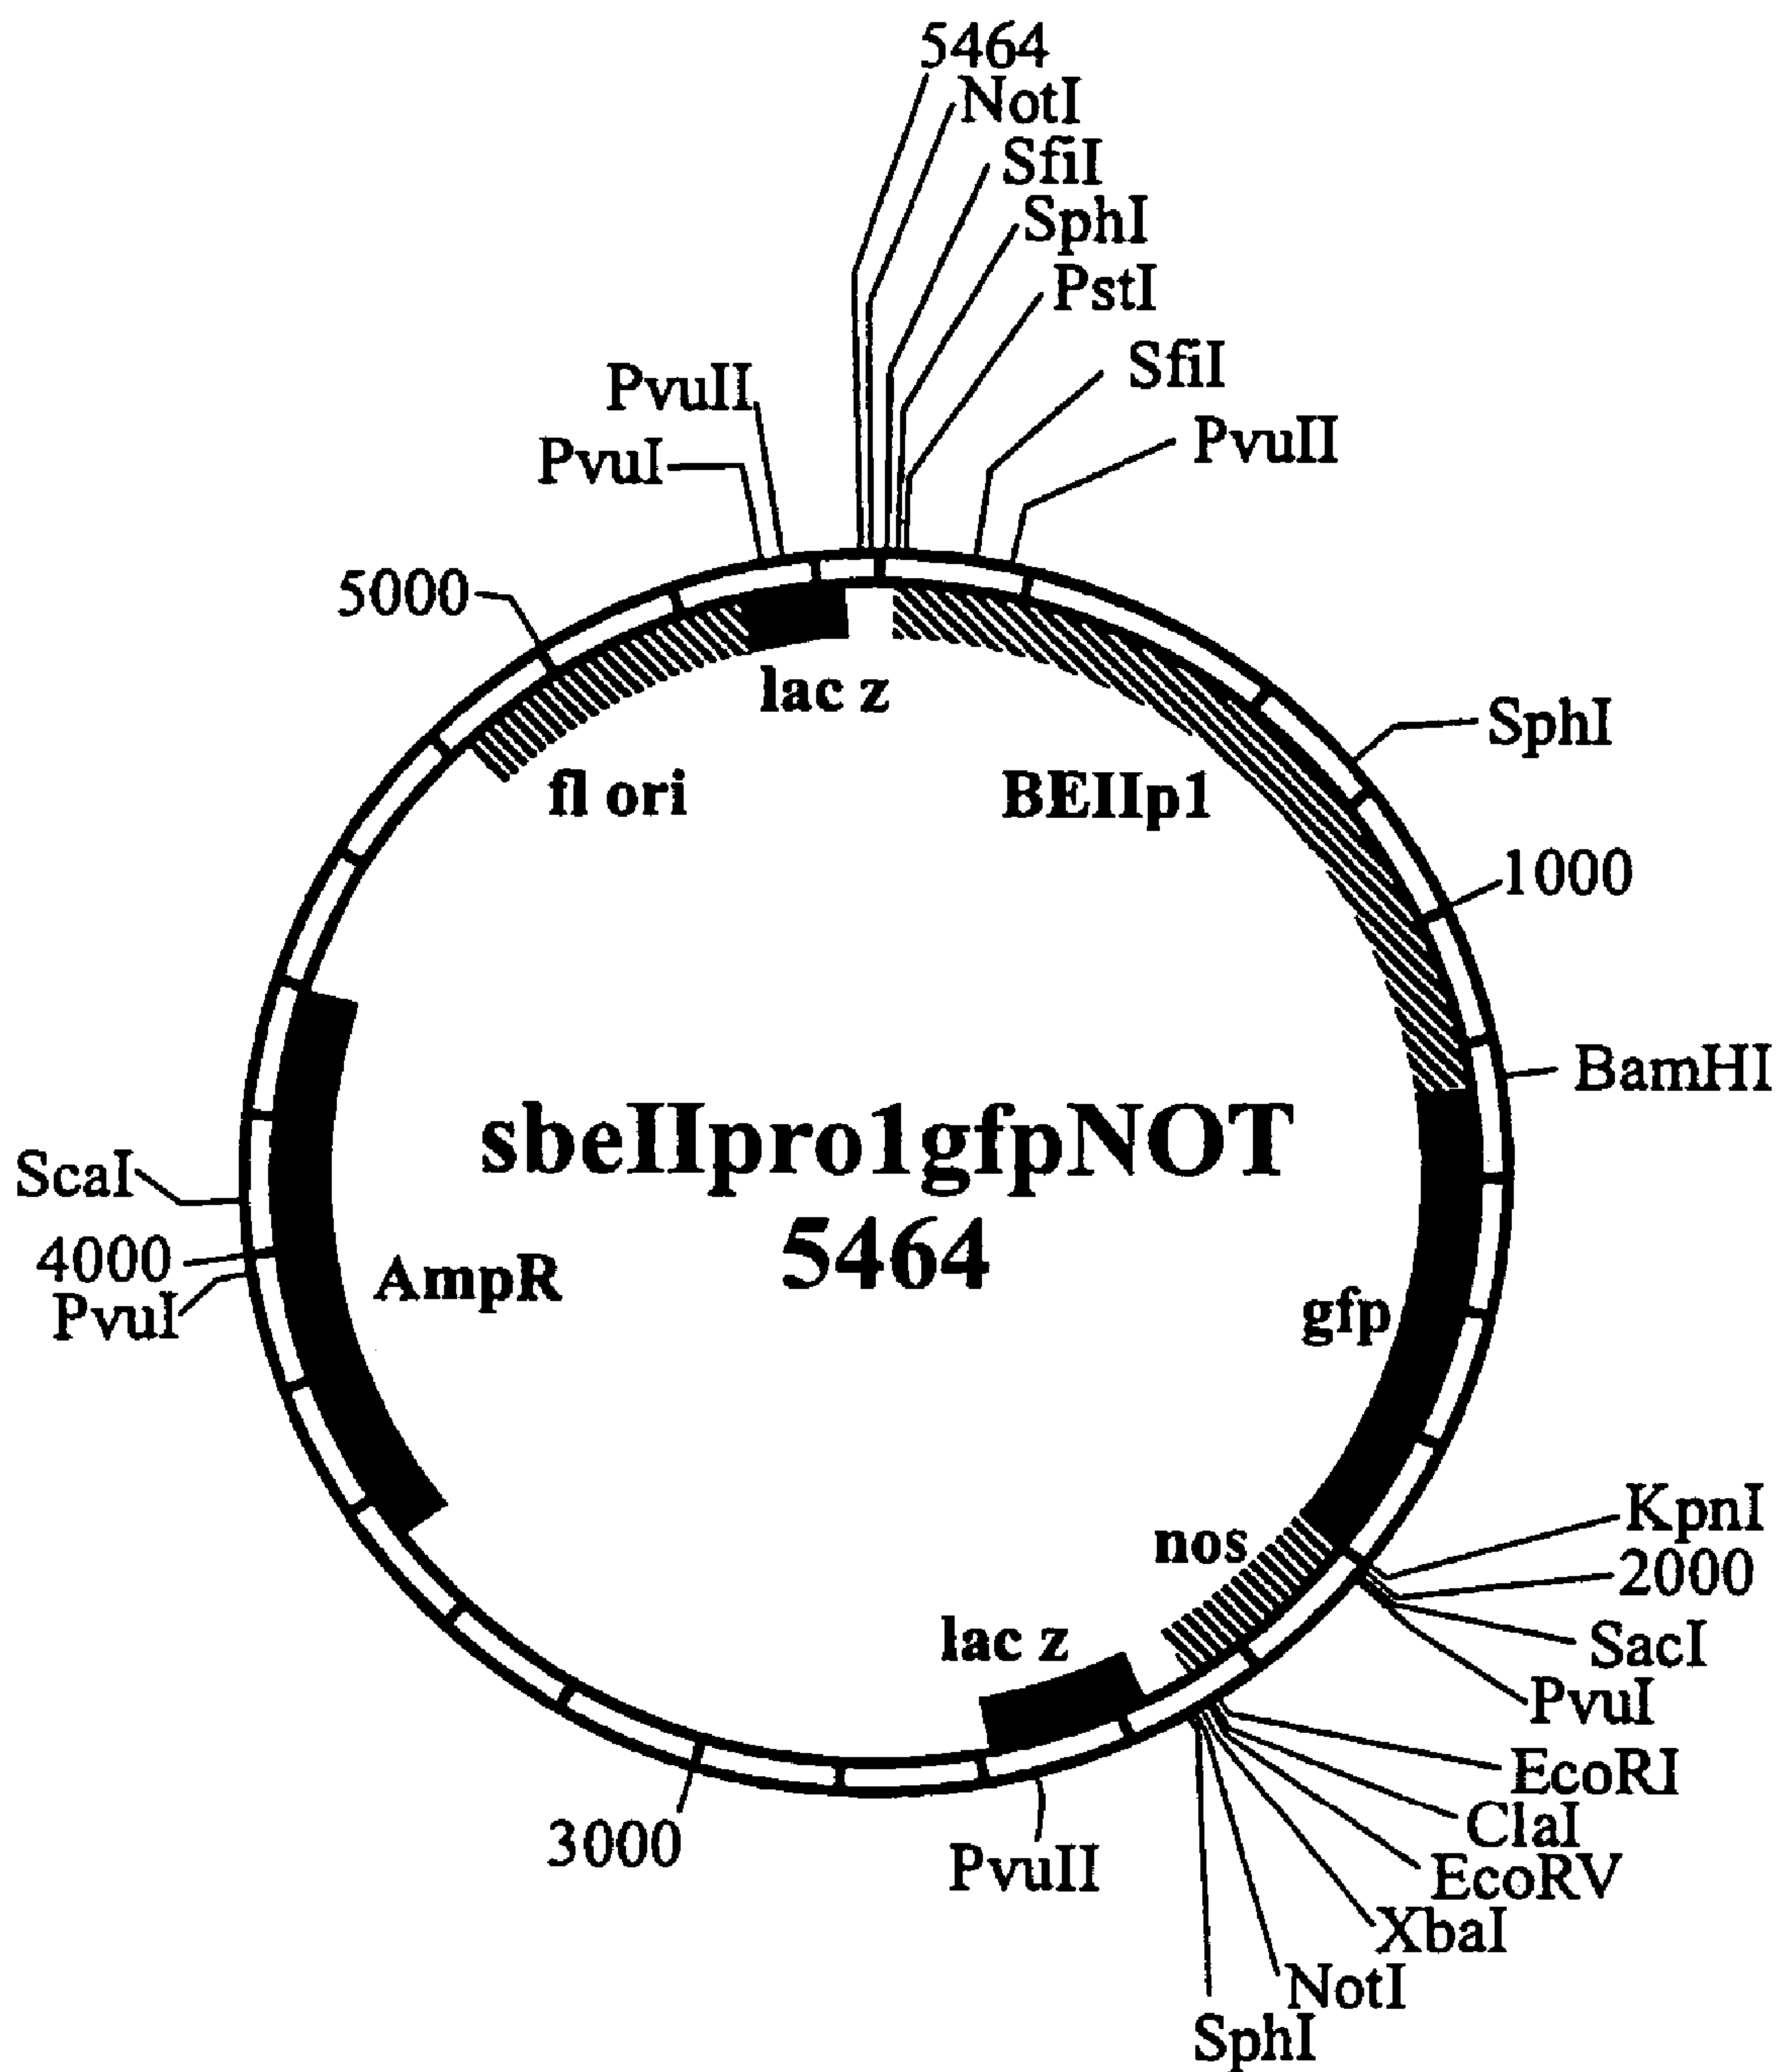 5464
NotI
SfiI
SphI
PstI
SfiI
PvuII
PvuII
PvuI
5000
lac z
fl ori
BEIIp1
SphI
1000
BamHI
sbeIIpro1gfpNOT
5464
ScaI
4000
PvuI
AmpR
gfp
KpnI
2000
SacI
PvuI
nos
lac z
EcoRI
ClaI
EcoRV
XbaI
NotI
SphI
PvuII
3000